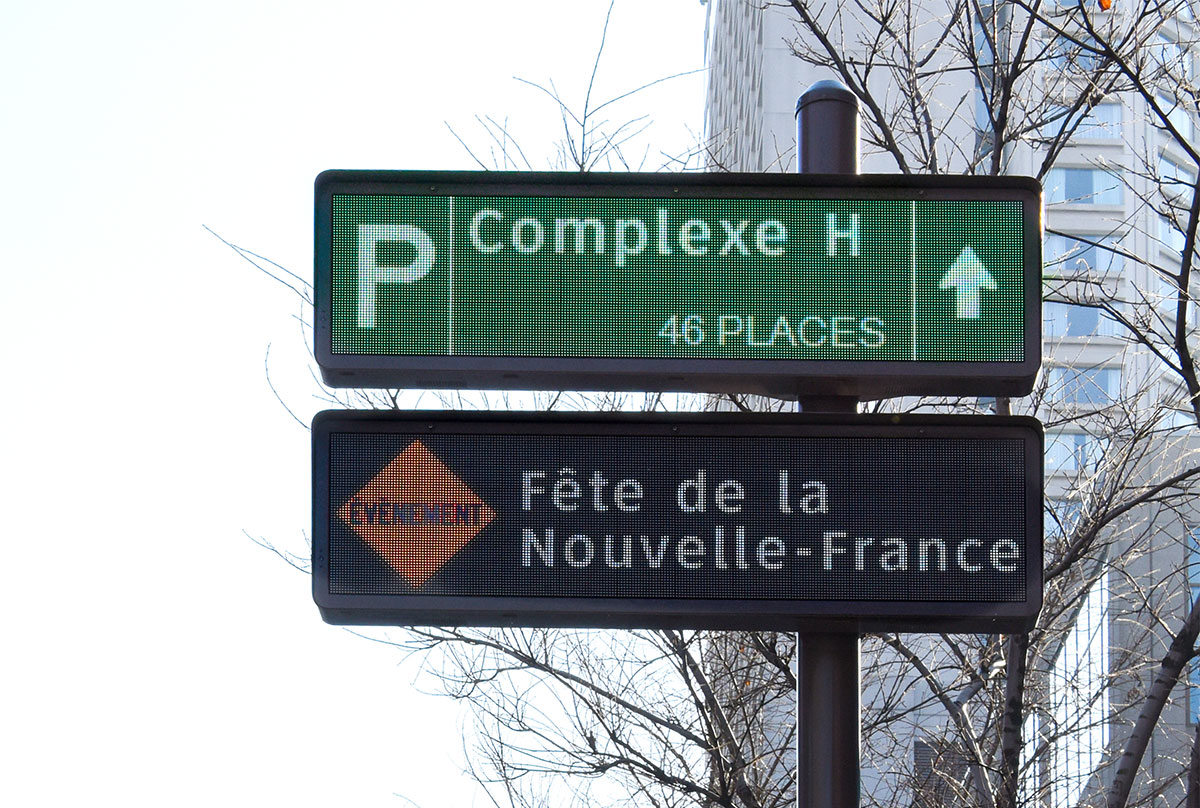 P
Complexe H
46 PLACES
ÉVÉNEMENT
Fête de la
Nouvelle-France